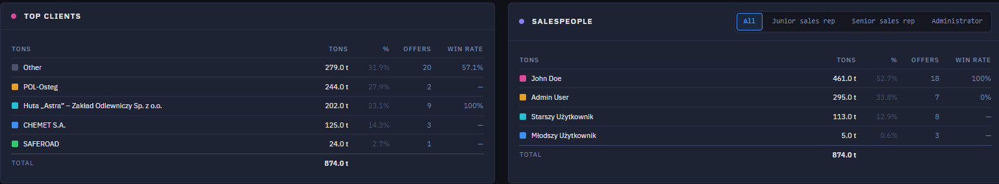 TOP CLIENTS
TONS TONS % OFFERS WIN RATE
Other 279.0 t 31.9% 20 57.1%
POL-Osteg 244.0 t 27.9% 2 —
Huta „Astra” – Zakład Odlewniczy Sp. z o.o. 202.0 t 23.1% 9 100%
CHEMET S.A. 125.0 t 14.3% 3 —
SAFEROAD 24.0 t 2.7% 1 —
TOTAL 874.0 t
SALESPEOPLE All Junior sales rep Senior sales rep Administrator
TONS TONS % OFFERS WIN RATE
John Doe 461.0 t 52.7% 18 100%
Admin User 295.0 t 33.8% 7 0%
Starszy Użytkownik 113.0 t 12.9% 8 —
Młodszy Użytkownik 5.0 t 0.6% 3 —
TOTAL 874.0 t